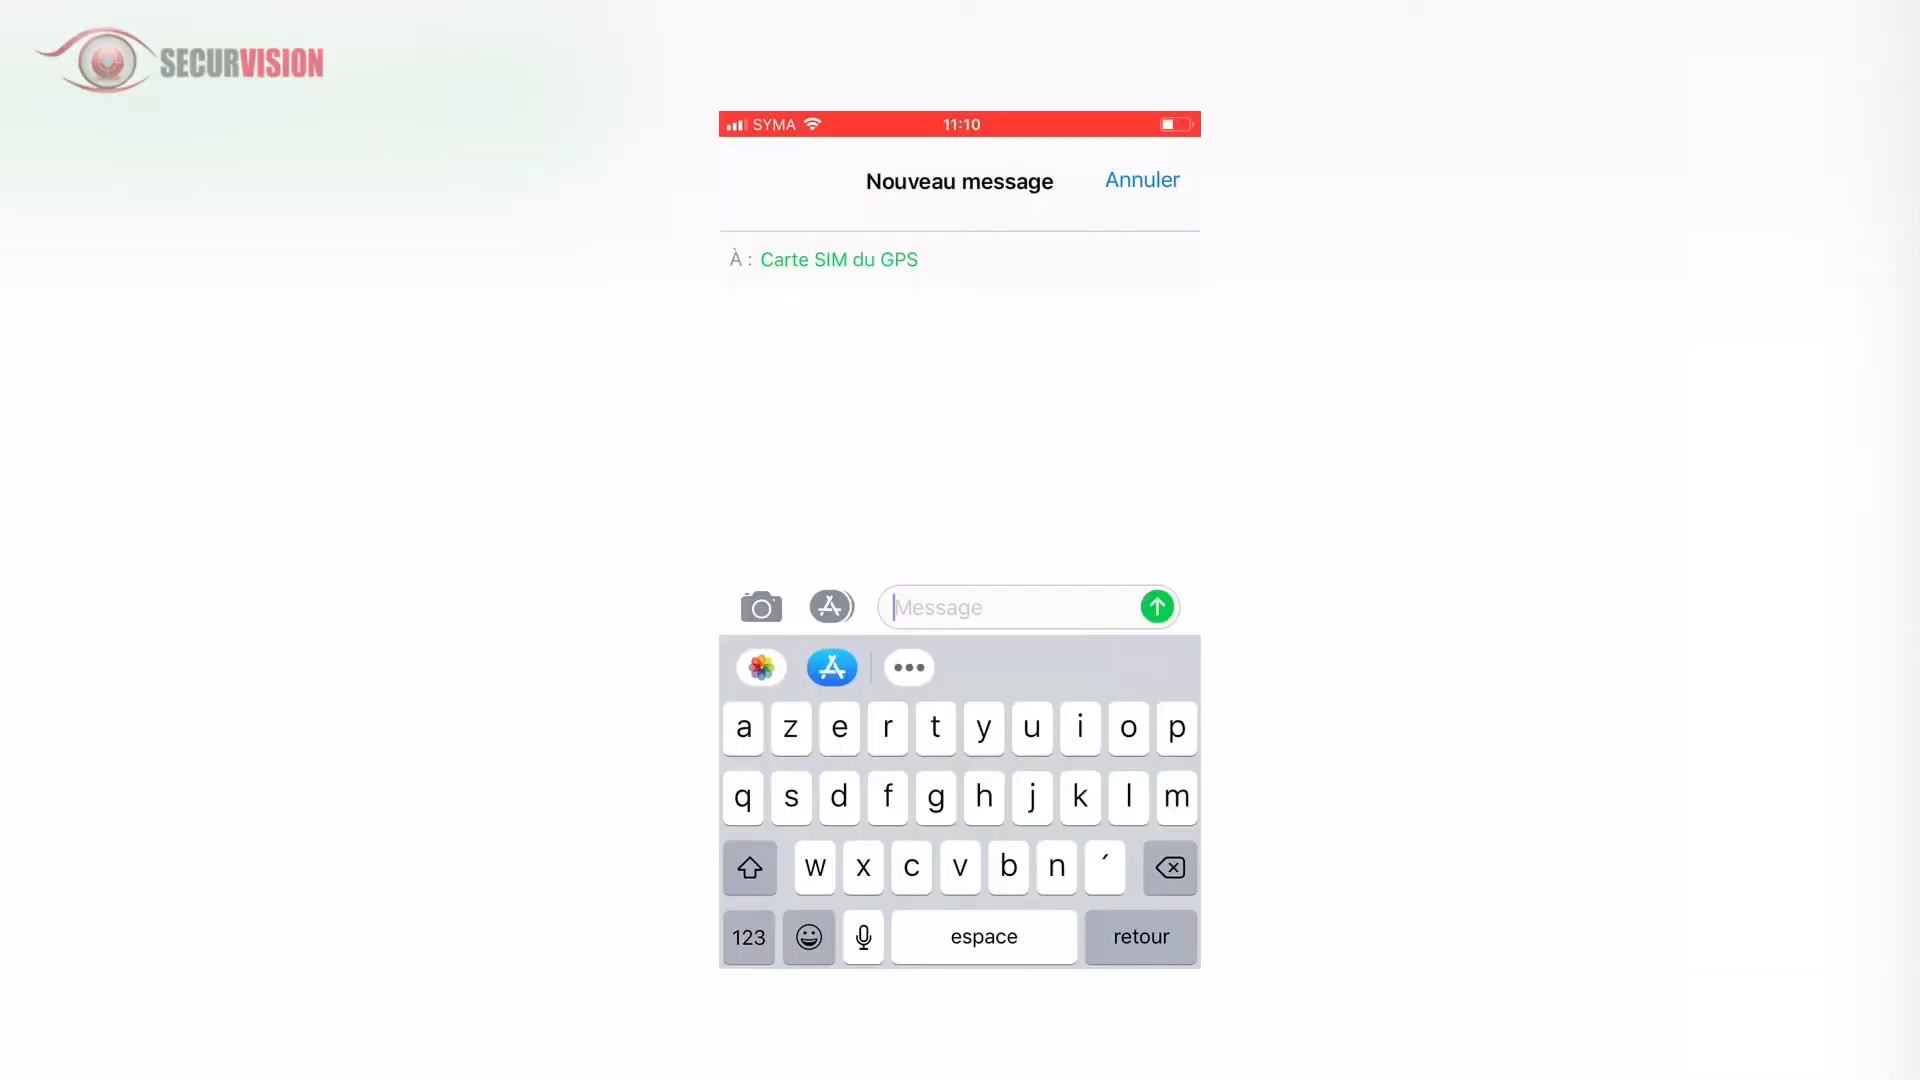 SECURVISION
SYMA 11:10
Nouveau message Annuler
À : Carte SIM du GPS
Message
a z e r t y u i o p
q s d f g h j k l m
w x c v b n ´
123 espace retour